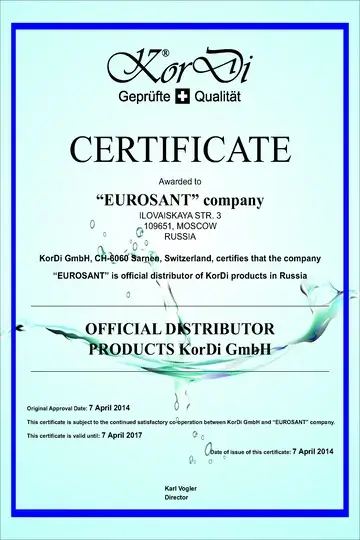 KorDi®
Geprüfte Qualität
CERTIFICATE
Awarded to
“EUROSANT” company
ILOVAISKAYA STR. 3
109651, MOSCOW
RUSSIA
KorDi GmbH, CH-6060 Sarnen, Switzerland, certifies that the company
“EUROSANT” is official distributor of KorDi products in Russia
OFFICIAL DISTRIBUTOR
PRODUCTS KorDi GmbH
Original Approval Date: 7 April 2014
This certificate is subject to the continued satisfactory co-operation between KorDi GmbH and “EUROSANT” company.
This certificate is valid until: 7 April 2017
Date of issue of this certificate: 7 April 2014
Karl Vogler
Director